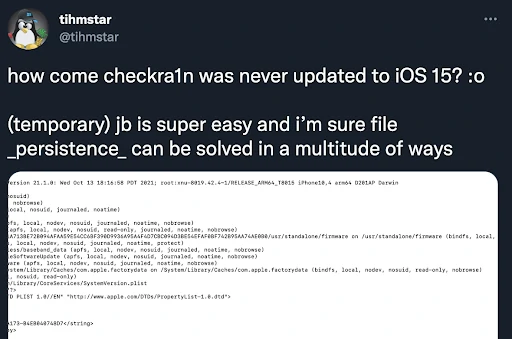 tihmstar
@tihmstar
how come checkra1n was never updated to iOS 15? :o
(temporary) jb is super easy and i'm sure file
_persistence_ can be solved in a multitude of ways
ersion 21.1.0: Wed Oct 13 18:16:58 PDT 2021; root:xnu-8019.42.4~1/RELEASE_ARM64_T8015 iPhone10,4 arm64 D201AP Darwin
nosuid)
nobrowse)
local, nosuid, journaled, noatime)
apfs, local, nodev, nosuid, journaled, noatime, nobrowse)
apfs, local, nodev, nosuid, read-only, journaled, noatime, nobrowse)
/usr/standalone/firmware on /usr/standalone/firmware (bindfs, local,
s, local, nodev, nosuid, journaled, noatime, protect)
es/baseband_data (apfs, local, nodev, nosuid, journaled, noatime, nobrowse)
eSoftwareUpdate (apfs, local, nodev, nosuid, journaled, noatime, nobrowse)
ware (apfs, local, nodev, nosuid, journaled, noatime, nobrowse)
ystem/Library/Caches/com.apple.factorydata on /System/Library/Caches/com.apple.factorydata (bindfs, local, nodev, nosuid, read-only, nobrowse)
l, nosuid, read-only)
/Library/CoreServices/SystemVersion.plist
"?>
TD PLIST 1.0//EN" "http://www.apple.com/DTDs/PropertyList-1.0.dtd">
i73-04EB040748D7</string>
ey>